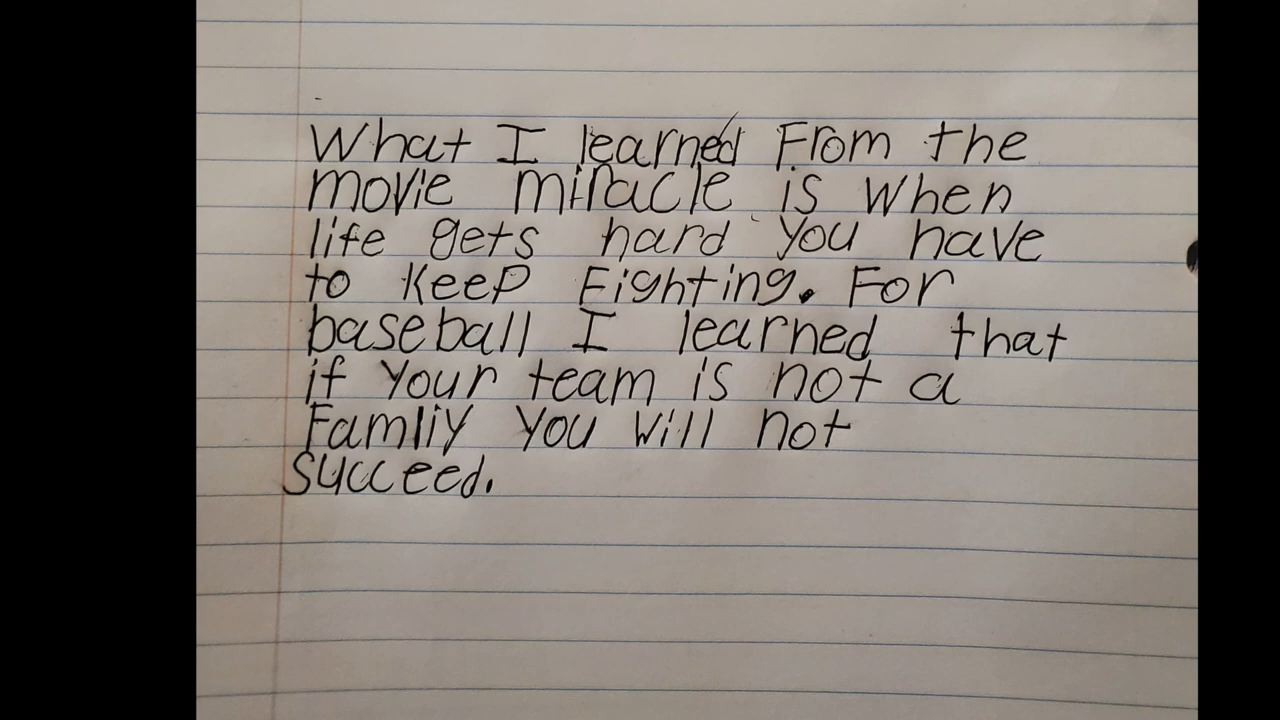 What I learned From the
movie miracle is when
life gets hard you have
to keep Fighting. For
baseball I learned that
if your team is not a
Famliy you will not
succeed.